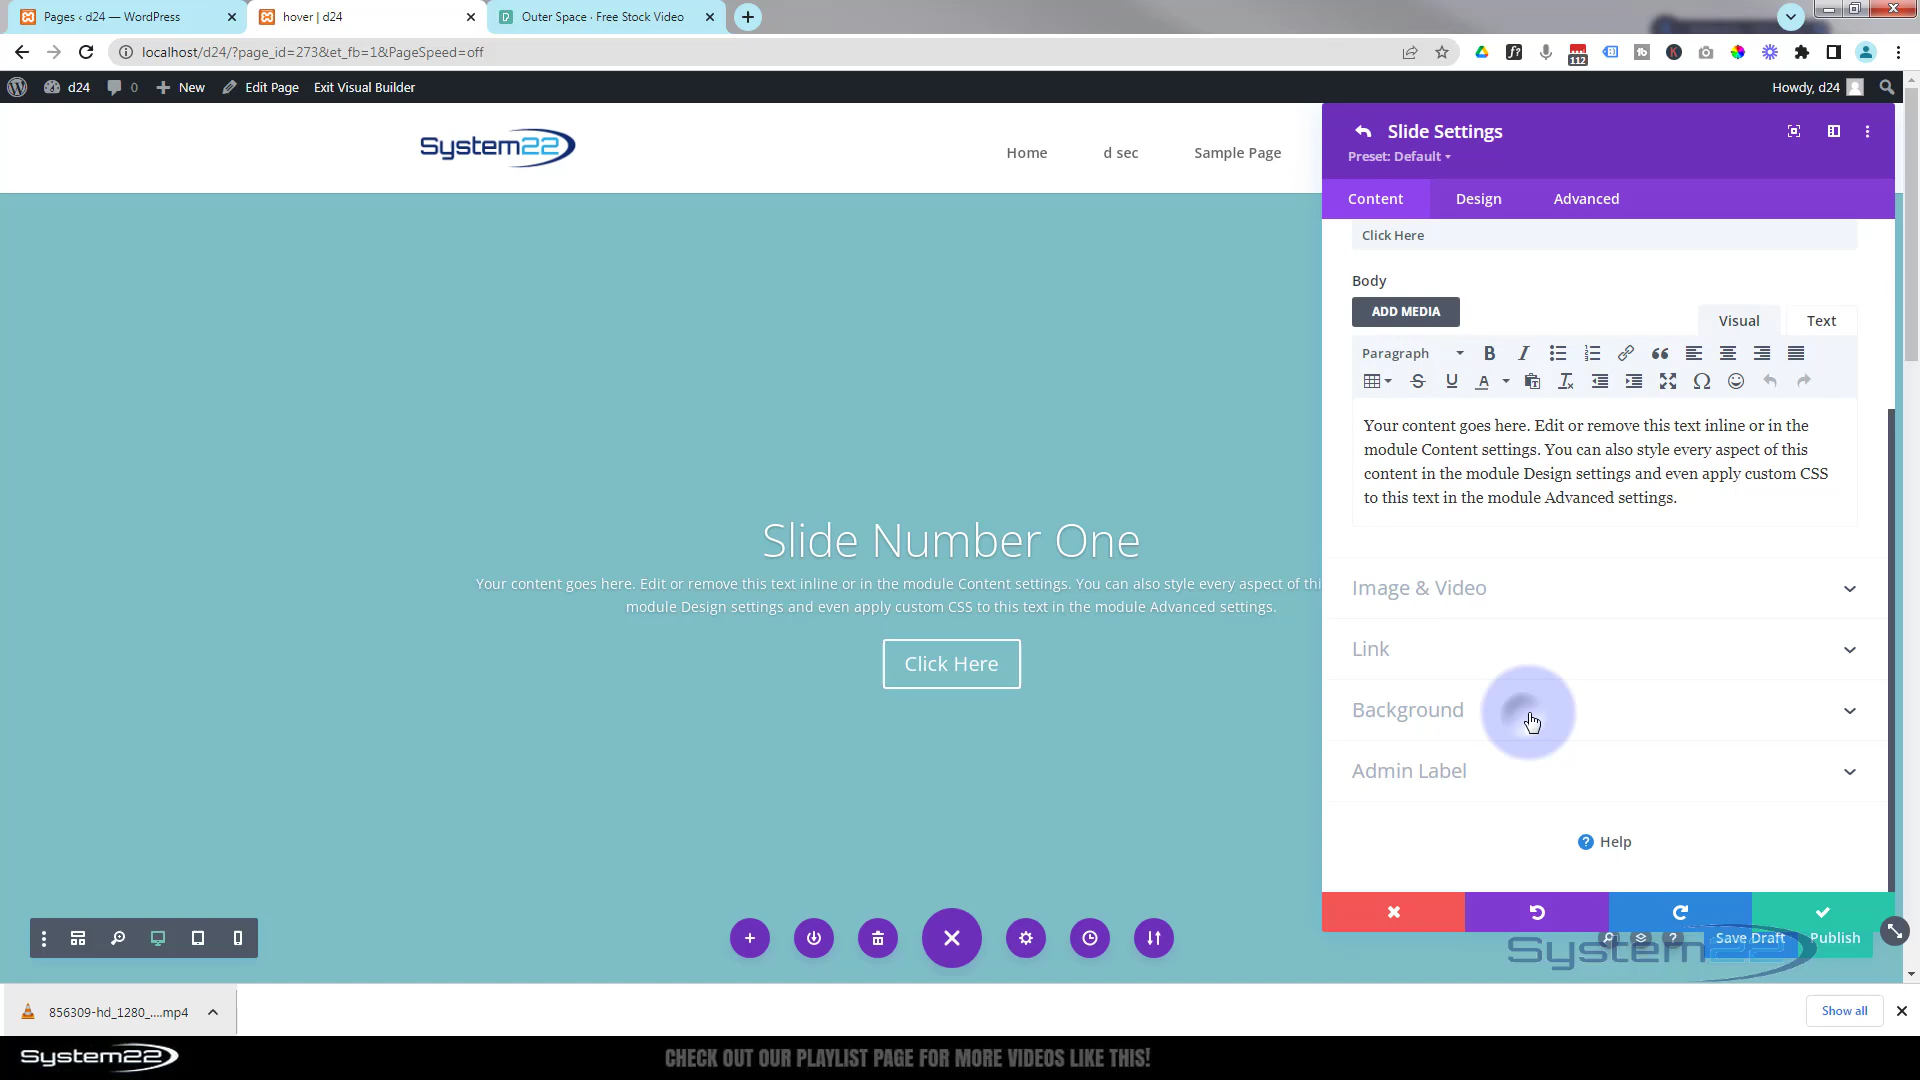 Pages ‹ d24 — WordPress
hover | d24
Outer Space · Free Stock Video
localhost/d24/?page_id=273&et_fb=1&PageSpeed=off
112
d24
0
New
Edit Page
Exit Visual Builder
Howdy, d24
System22
Home
d sec
Sample Page
Slide Settings
Preset: Default
Content
Design
Advanced
Click Here
Body
ADD MEDIA
Visual
Text
Paragraph
Your content goes here. Edit or remove this text inline or in the
module Content settings. You can also style every aspect of this
content in the module Design settings and even apply custom CSS
to this text in the module Advanced settings.
Slide Number One
Your content goes here. Edit or remove this text inline or in the module Content settings. You can also style every aspect of thi
module Design settings and even apply custom CSS to this text in the module Advanced settings.
Click Here
Image & Video
Link
Background
Admin Label
Help
Save Draft
Publish
System22
856309-hd_1280_....mp4
Show all
System22
CHECK OUT OUR PLAYLIST PAGE FOR MORE VIDEOS LIKE THIS!